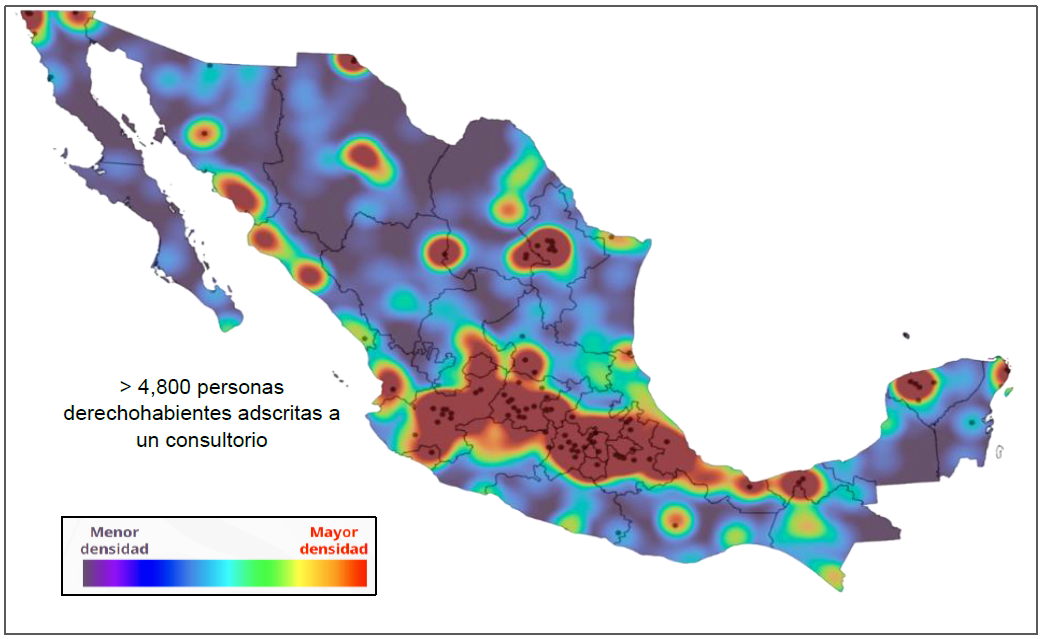 > 4,800 personas
derechohabientes adscritas a
un consultorio
Menor
densidad
Mayor
densidad